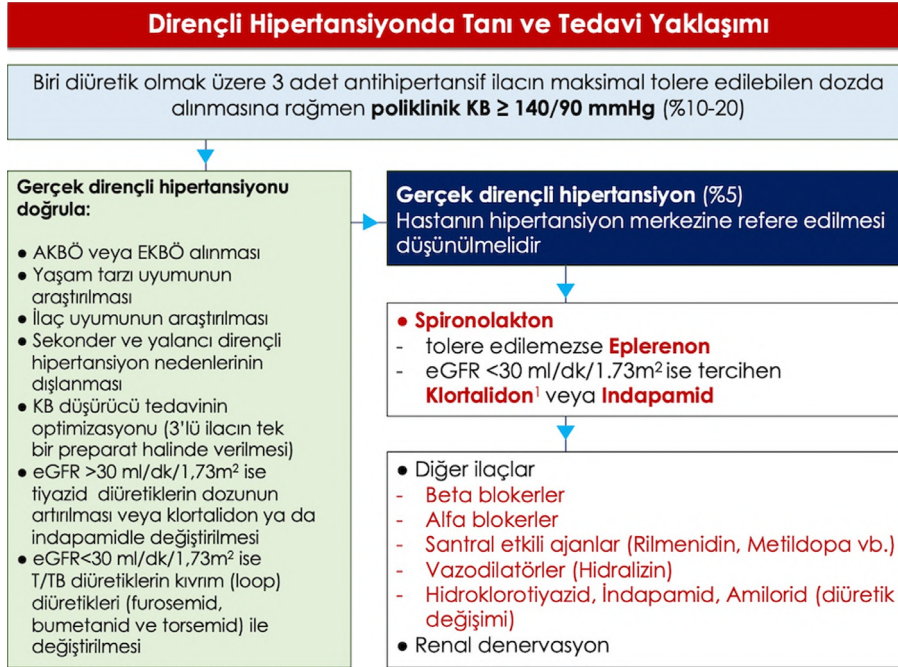 Dirençli Hipertansiyonda Tanı ve Tedavi Yaklaşımı
Biri diüretik olmak üzere 3 adet antihipertansif ilacın maksimal tolere edilebilen dozda
alınmasına rağmen poliklinik KB ≥ 140/90 mmHg (%10-20)
Gerçek dirençli hipertansiyonu
doğrula:
● AKBÖ veya EKBÖ alınması
● Yaşam tarzı uyumunun
araştırılması
● İlaç uyumunun araştırılması
● Sekonder ve yalancı dirençli
hipertansiyon nedenlerinin
dışlanması
● KB düşürücü tedavinin
optimizasyonu (3'lü ilacın tek
bir preparat halinde verilmesi)
● eGFR >30 ml/dk/1,73m² ise
tiyazid diüretiklerin dozunun
artırılması veya klortalidon ya da
indapamidle değiştirilmesi
● eGFR<30 ml/dk/1,73m² ise
T/TB diüretiklerin kıvrım (loop)
diüretikleri (furosemid,
bumetanid ve torsemid) ile
değiştirilmesi
Gerçek dirençli hipertansiyon (%5)
Hastanın hipertansiyon merkezine refere edilmesi
düşünülmelidir
● Spironolakton
- tolere edilemezse Eplerenon
- eGFR <30 ml/dk/1.73m² ise tercihen
Klortalidon¹ veya Indapamid
● Diğer ilaçlar
- Beta blokerler
- Alfa blokerler
- Santral etkili ajanlar (Rilmenidin, Metildopa vb.)
- Vazodilatörler (Hidralizin)
- Hidroklorotiyazid, İndapamid, Amilorid (diüretik
değişimi)
● Renal denervasyon